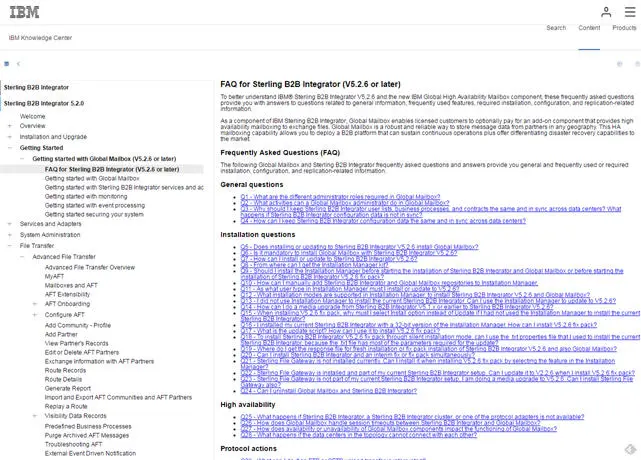 IBM
IBM Knowledge Center
Search
Content
Products
Sterling B2B Integrator
Sterling B2B Integrator 5.2.0
Welcome
Overview
Installation and Upgrade
Getting Started
Getting started with Global Mailbox (V5.2.6 or later)
FAQ for Sterling B2B Integrator (V5.2.6 or later)
Getting started with Global Mailbox
Getting started with Sterling B2B Integrator services and ac
Getting started with monitoring
Getting started with event processing
Getting started securing your system
Services and Adapters
System Administration
File Transfer
Advanced File Transfer
Advanced File Transfer Overview
MyAFT
Mailboxes and AFT
AFT Extensibility
AFT Onboarding
Configure AFT
Add Community - Profile
Add Partner
View Partner's Records
Edit or Delete AFT Partners
Exchange Information with AFT Partners
Route Records
Route Details
Generate Report
Import and Export AFT Communities and AFT Partners
Replay a Route
Visibility Data Records
Predefined Business Processes
Purge Archived AFT Messages
Troubleshooting AFT
External Event Driven Notification
FAQ for Sterling B2B Integrator (V5.2.6 or later)
To better understand IBM® Sterling B2B Integrator V5.2.6 and the new IBM Global High Availability Mailbox component, these frequently asked questions
provide you with answers to questions related to general information, frequently used features, required installation, configuration, and replication-related
information.
As a component of IBM Sterling B2B Integrator, Global Mailbox enables licensed customers to optionally pay for an add-on component that provides high
availability mailboxing to exchange files. Global Mailbox is a robust and reliable way to store message data from partners in any geography. This HA
mailboxing capability allows you to deploy a B2B platform that can sustain continuous operations plus offer differentiating disaster recovery capabilities to
the market.
Frequently Asked Questions (FAQ)
The following Global Mailbox and Sterling B2B Integrator frequently asked questions and answers provide you general and frequently used or required
installation, configuration, and replication-related information.
General questions
Q1 - What are the different administrator roles required in Global Mailbox?
Q2 - What activities can a Global Mailbox administrator do in Global Mailbox?
Q3 - Why should I keep Sterling B2B Integrator user lists, business processes, and contracts the same and in sync across data centers? What
happens if Sterling B2B Integrator configuration data is not in sync?
Q4 - How can I keep Sterling B2B Integrator configuration data the same and in sync across data centers?
Installation questions
Q5 - Does installing or updating to Sterling B2B Integrator V5.2.6 install Global Mailbox?
Q6 - Is it mandatory to install Global Mailbox with Sterling B2B Integrator V5.2.6?
Q7 - How can I install or update to Sterling B2B Integrator V5.2.6?
Q8 - From where can I get the Installation Manager kit?
Q9 - Should I install the Installation Manager before starting the installation of Sterling B2B Integrator and Global Mailbox or before starting the
installation of Sterling B2B Integrator V5.2.6 fix pack?
Q10 - How can I manually add Sterling B2B Integrator and Global Mailbox repositories to Installation Manager.
Q11 - As what user type in Installation Manager must I install or update to V5.2.6?
Q12 - What installation modes are supported in Installation Manager to install Sterling B2B Integrator V5.2.6 and Global Mailbox?
Q13 - I did not use Installation Manager to install the current Sterling B2B Integrator. Can I use the Installation Manager to update to V5.2.6?
Q14 - How can I do a media upgrade from Sterling B2B Integrator V5.1.x or earlier to Sterling B2B Integrator?
Q15 - When installing V5.2.6 fix pack, why must I select Install option instead of Update if I had not used the Installation Manager to install the current
Sterling B2B Integrator.
Q16 - I installed my current Sterling B2B Integrator with a 32-bit version of the Installation Manager. How can I install V5.2.6 fix pack?
Q17 - What is the update script? How can I use it to install V5.2.6 fix pack?
Q18 - To install Sterling B2B Integrator V5.2.6 fix pack through silent installation mode, can I use the .txt properties file that I used to install the current
Sterling B2B Integrator, because the .txt file has most of the parameters required for the update?
Q19 - Where do I get the response file for fresh installation or fix pack installation of Sterling B2B Integrator V5.2.6 and also Global Mailbox?
Q20 - Can I install Sterling B2B Integrator and an interim fix or fix pack simultaneously?
Q21 - Sterling File Gateway is not installed currently. Can I install it when installing V5.2.6 fix pack by selecting the feature in the Installation
Manager?
Q22 - Sterling File Gateway is installed and part of my current Sterling B2B Integrator setup. Can I update it to V2.2.6 when I install V5.2.6 fix pack?
Q23 - Sterling File Gateway is not part of my current Sterling B2B Integrator setup. I am doing a media upgrade to V5.2.6. Can I install Sterling File
Gateway also?
Q24 - Can I uninstall Global Mailbox and Sterling B2B Integrator?
High availability
Q25 - What happens if Sterling B2B Integrator, a Sterling B2B Integrator cluster, or one of the protocol adapters is not available?
Q26 - How does Global Mailbox handle session timeouts between Sterling B2B Integrator and Global Mailbox?
Q27 - How does availability or unavailability of Global Mailbox components impact the functioning of Global Mailbox?
Q28 - What happens if the data centers in the topology cannot connect with each other?
Protocol actions